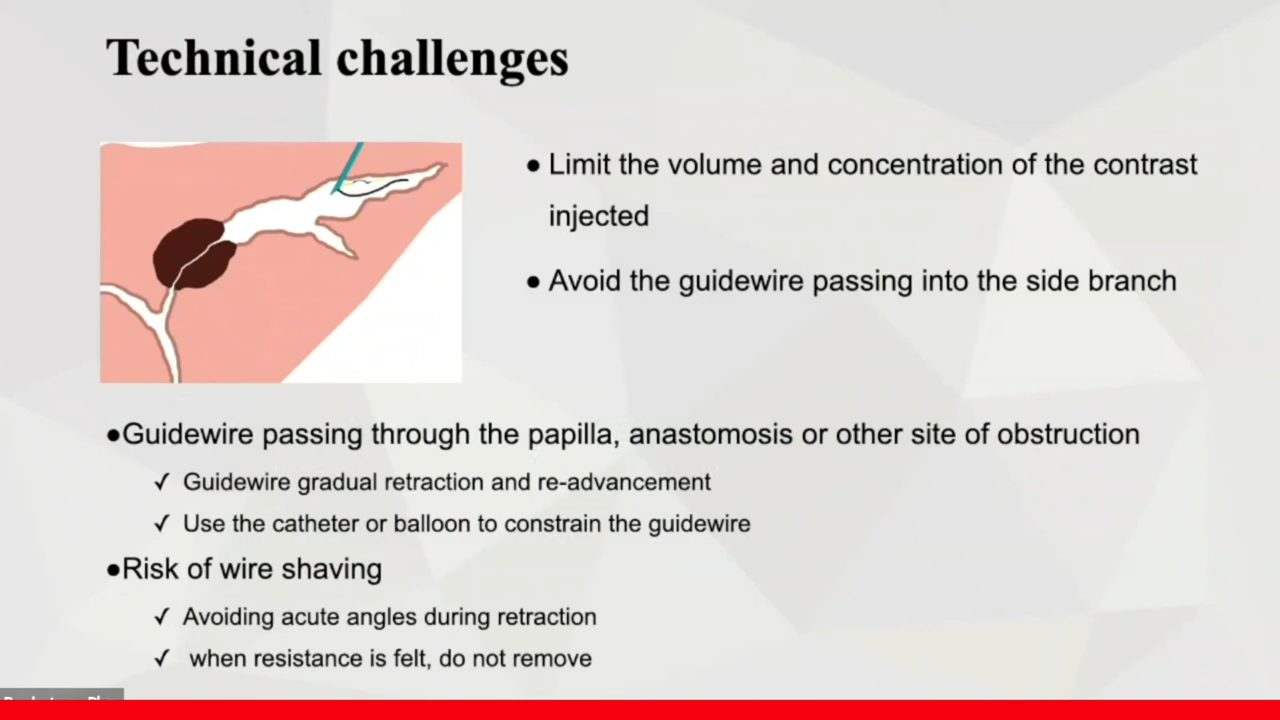 Technical challenges
● Limit the volume and concentration of the contrast
injected
● Avoid the guidewire passing into the side branch
●Guidewire passing through the papilla, anastomosis or other site of obstruction
✓ Guidewire gradual retraction and re-advancement
✓ Use the catheter or balloon to constrain the guidewire
●Risk of wire shaving
✓ Avoiding acute angles during retraction
✓ when resistance is felt, do not remove